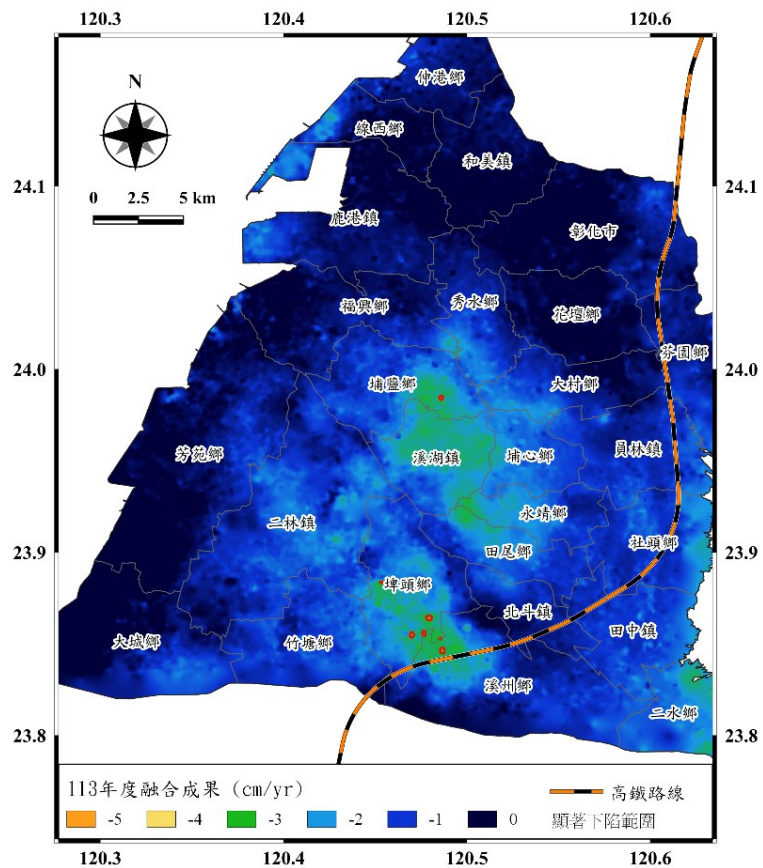 120.3 120.4 120.5 120.6
伸港鄉
N
線西鄉
和美鎮
24.1
24.1
0 2.5 5 km
鹿港鎮
彰化市
福興鄉
秀水鄉
花壇鄉
芬園鄉
24.0
24.0
埔鹽鄉
大村鄉
芳苑鄉
溪湖鎮
埔心鄉
員林鎮
二林鎮
永靖鄉
社頭鄉
23.9
23.9
田尾鄉
埤頭鄉
北斗鎮
田中鎮
大城鄉
竹塘鄉
溪州鄉
二水鄉
23.8
23.8
113年度融合成果 (cm/yr)
高鐵路線
-5 -4 -3 -2 -1 0 顯著下陷範圍
120.3 120.4 120.5 120.6